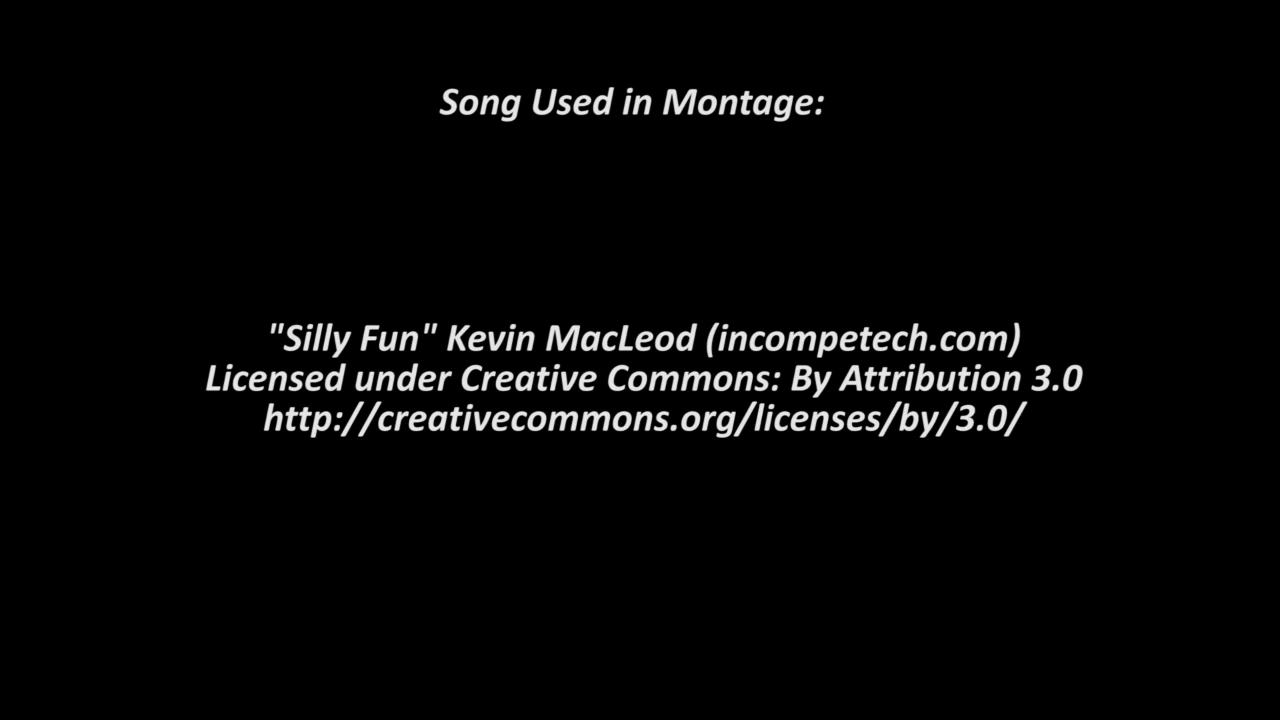 Song Used in Montage:
"Silly Fun" Kevin MacLeod (incompetech.com)
Licensed under Creative Commons: By Attribution 3.0
http://creativecommons.org/licenses/by/3.0/